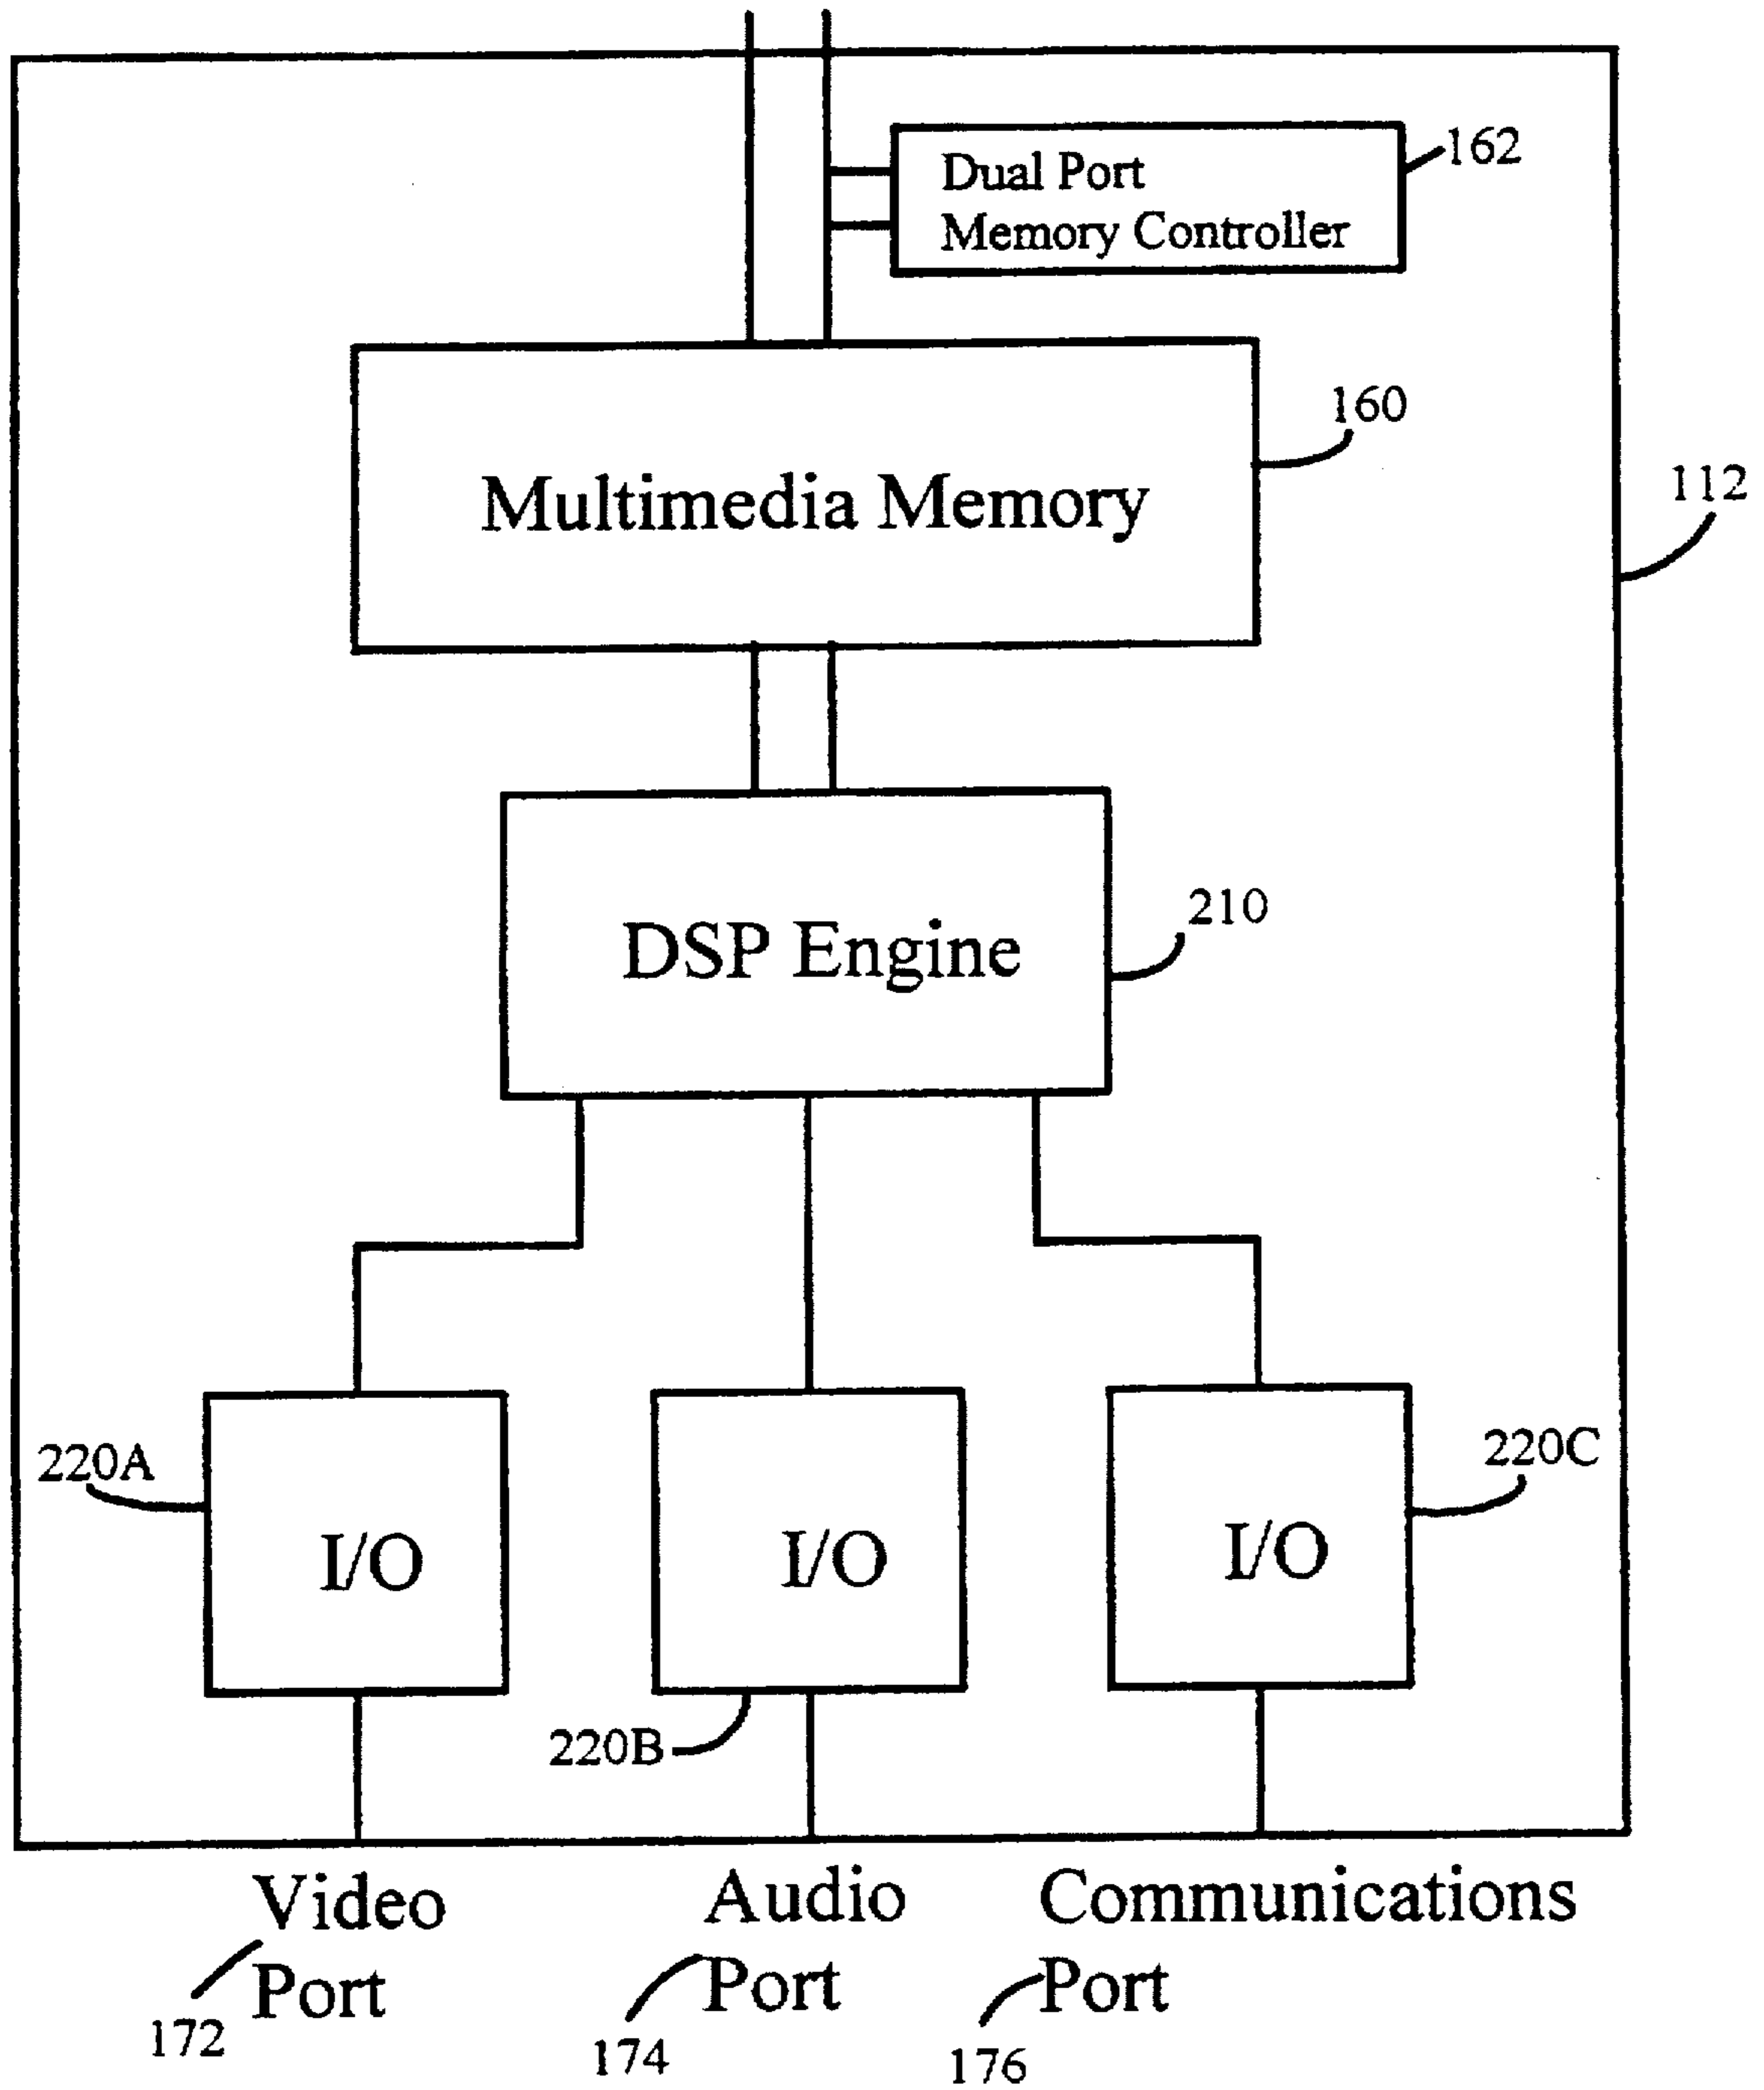 Dual Port
Memory Controller
162
160
Multimedia Memory
112
210
DSP Engine
220A
I/O
I/O
220C
I/O
220B
Video
Port
172
Audio
Port
174
Communications
Port
176